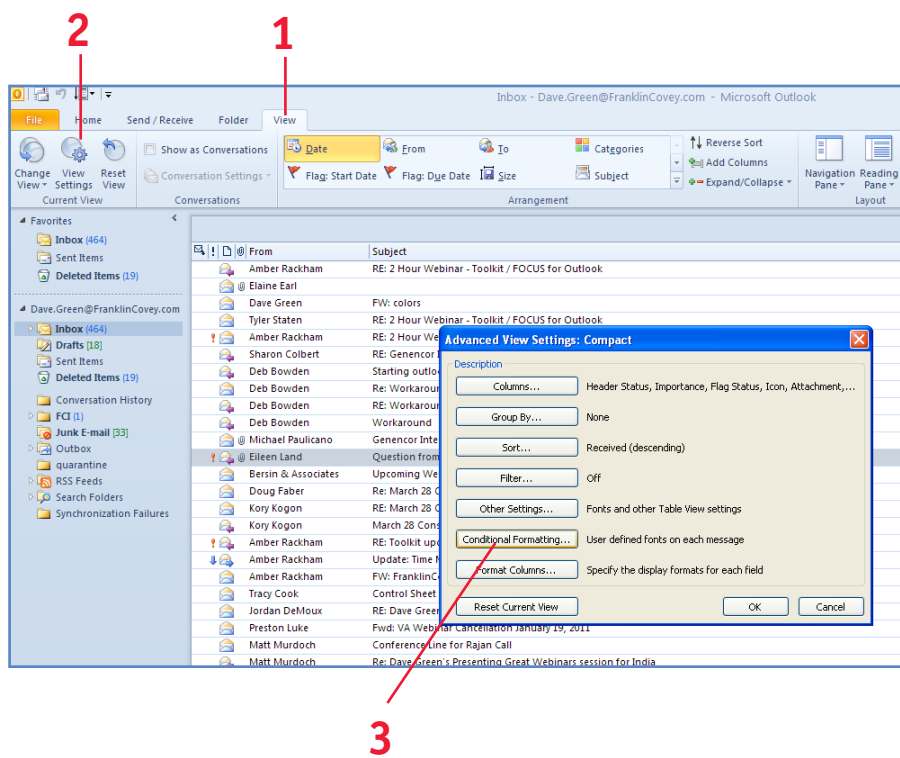 2
1
Inbox - Dave.Green@FranklinCovey.com - Microsoft Outlook
File Home Send / Receive Folder View
Change View View Settings Reset View
Current View
Show as Conversations
Conversation Settings
Conversations
Date From To Categories
Flag: Start Date Flag: Due Date Size Subject
Arrangement
Reverse Sort
Add Columns
Expand/Collapse
Navigation Pane Reading Pane
Layout
Favorites
Inbox (464)
Sent Items
Deleted Items (19)
Dave.Green@FranklinCovey.com
Inbox (464)
Drafts [18]
Sent Items
Deleted Items (19)
Conversation History
FCI (1)
Junk E-mail [33]
Outbox
quarantine
RSS Feeds
Search Folders
Synchronization Failures
From Subject
Amber Rackham RE: 2 Hour Webinar - Toolkit / FOCUS for Outlook
Elaine Earl
Dave Green FW: colors
Tyler Staten RE: 2 Hour Webinar - Toolkit / FOCUS for Outlook
Amber Rackham RE: 2 Hour We
Sharon Colbert RE: Genencor
Deb Bowden Starting outlo
Deb Bowden Re: Workarour
Deb Bowden RE: Workarour
Deb Bowden Workaround
Michael Paulicano Genencor Inte
Eileen Land Question from
Bersin & Associates Upcoming We
Doug Faber Re: March 28
Kory Kogon RE: March 28
Kory Kogon March 28 Cons
Amber Rackham RE: Toolkit upd
Amber Rackham Update: Time
Amber Rackham FW: FranklinC
Tracy Cook Control Sheet
Jordan DeMoux RE: Dave Greer
Preston Luke Fwd: VA Webinar Cancellation January 19, 2011
Matt Murdoch Conference Line for Rajan Call
Matt Murdoch Re: Dave Green's Presenting Great Webinars session for India
Advanced View Settings: Compact
Description
Columns... Header Status, Importance, Flag Status, Icon, Attachment,...
Group By... None
Sort... Received (descending)
Filter... Off
Other Settings... Fonts and other Table View settings
Conditional Formatting... User defined fonts on each message
Format Columns... Specify the display formats for each field
Reset Current View OK Cancel
3